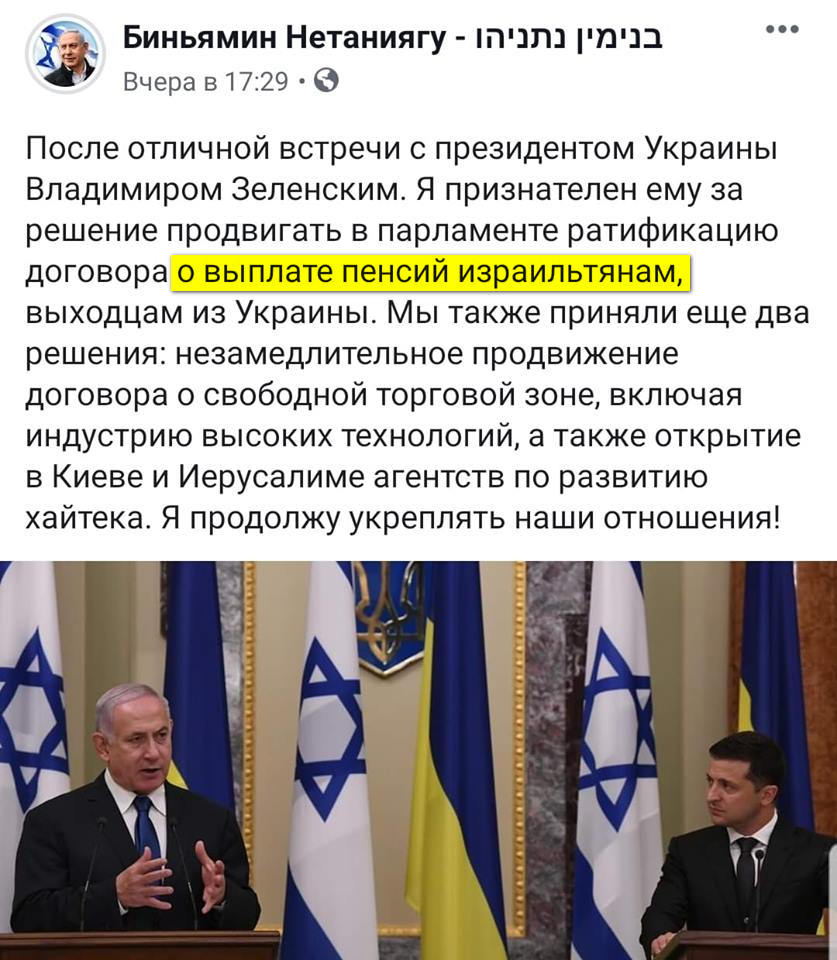 Биньямин Нетаниягу - בנימין נתניהו
Вчера в 17:29 •
После отличной встречи с президентом Украины
Владимиром Зеленским. Я признателен ему за
решение продвигать в парламенте ратификацию
договора о выплате пенсий израильтянам,
выходцам из Украины. Мы также приняли еще два
решения: незамедлительное продвижение
договора о свободной торговой зоне, включая
индустрию высоких технологий, а также открытие
в Киеве и Иерусалиме агентств по развитию
хайтека. Я продолжу укреплять наши отношения!